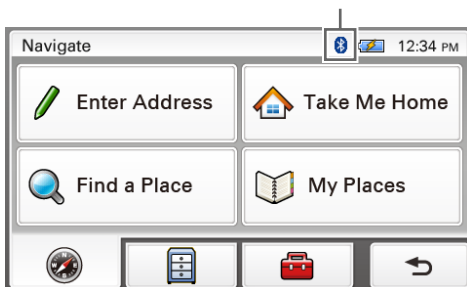 Navigate 12:34 PM
Enter Address
Take Me Home
Find a Place
My Places